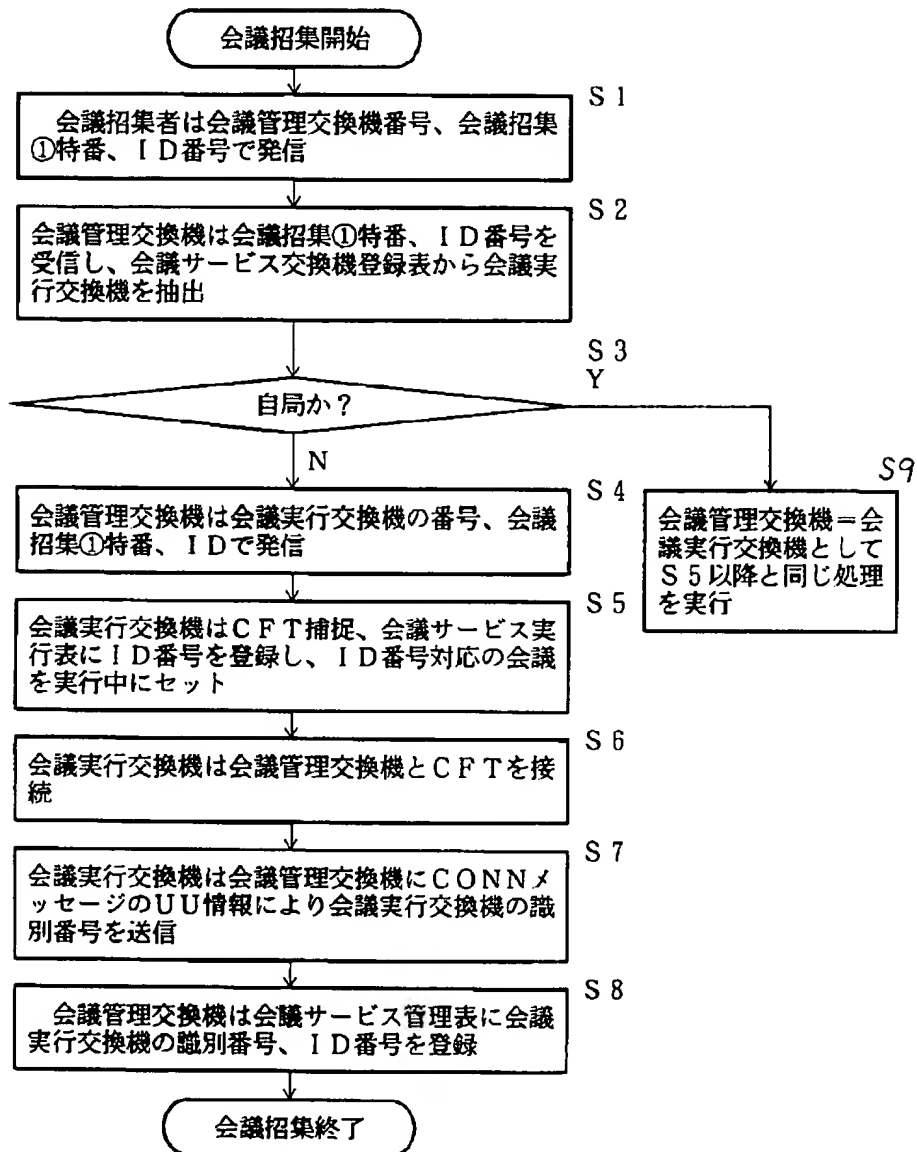 会議招集開始
S1
会議招集者は会議管理交換機番号、会議招集
①特番、ID番号で発信
S2
会議管理交換機は会議招集①特番、ID番号を
受信し、会議サービス交換機登録表から会議実
行交換機を抽出
S3
Y
自局か?
N
S4
会議管理交換機は会議実行交換機の番号、会議
招集①特番、IDで発信
S9
会議管理交換機=会
議実行交換機として
S5以降と同じ処理
を実行
S5
会議実行交換機はCFT捕捉、会議サービス実
行表にID番号を登録し、ID番号対応の会議
を実行中にセット
S6
会議実行交換機は会議管理交換機とCFTを接
続
S7
会議実行交換機は会議管理交換機にCONNメ
ッセージのUU情報により会議実行交換機の識
別番号を送信
S8
会議管理交換機は会議サービス管理表に会議
実行交換機の識別番号、ID番号を登録
会議招集終了